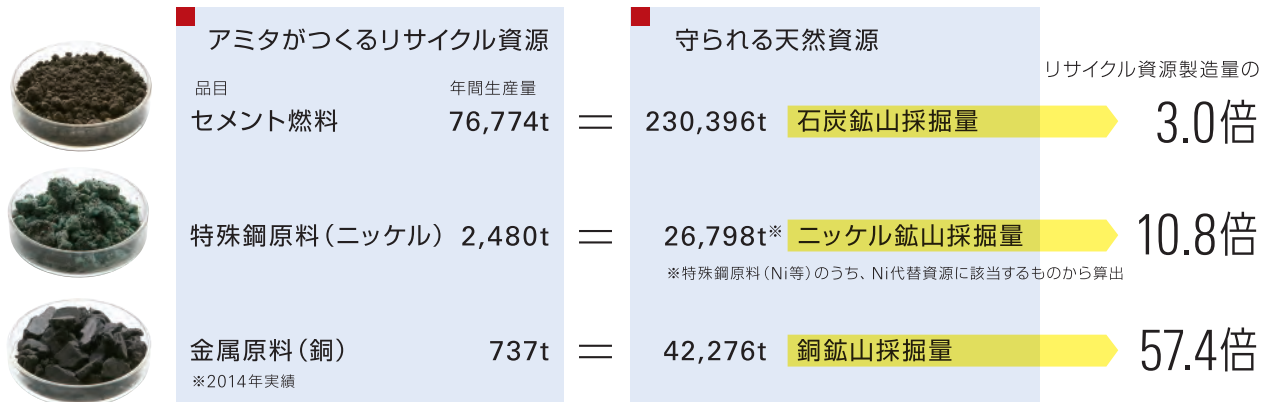 アミタがつくるリサイクル資源
守られる天然資源
リサイクル資源製造量の
品目 年間生産量
セメント燃料 76,774t = 230,396t 石炭鉱山採掘量 3.0倍
特殊鋼原料(ニッケル) 2,480t = 26,798t※ ニッケル鉱山採掘量 10.8倍
※特殊鋼原料(Ni等)のうち、Ni代替資源に該当するものから算出
金属原料(銅) 737t = 42,276t 銅鉱山採掘量 57.4倍
※2014年実績